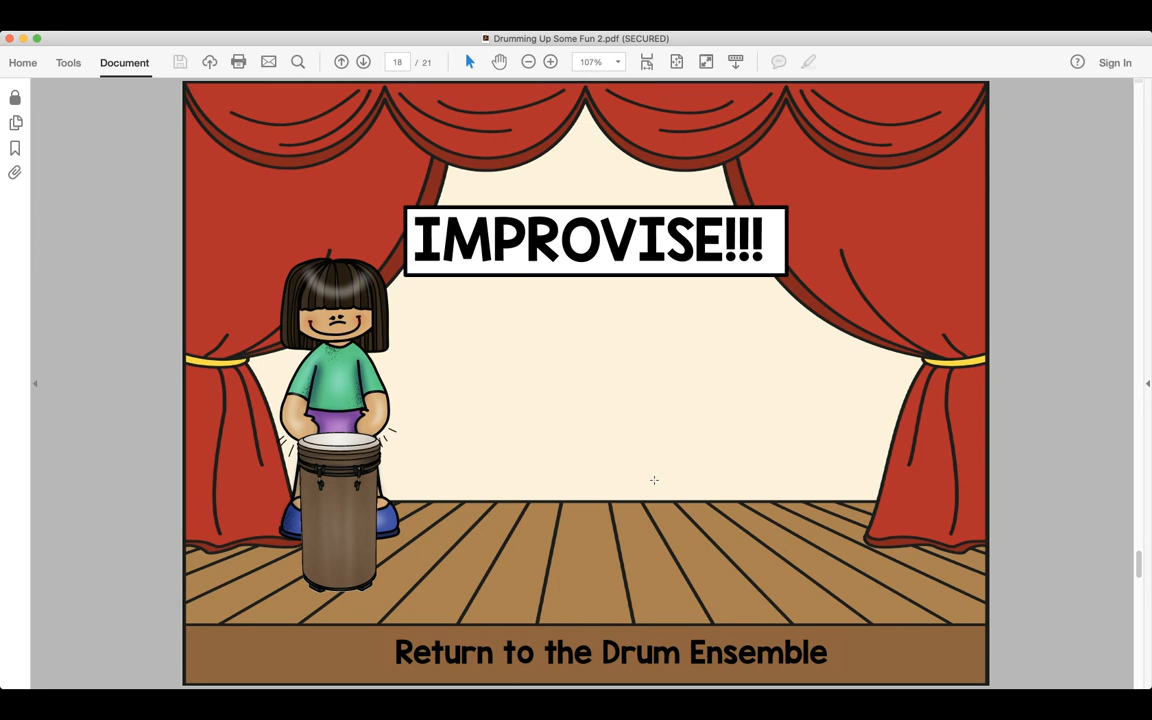 Drumming Up Some Fun 2.pdf (SECURED)
Home Tools Document 18 / 21 107% Sign In
IMPROVISE!!!
Return to the Drum Ensemble